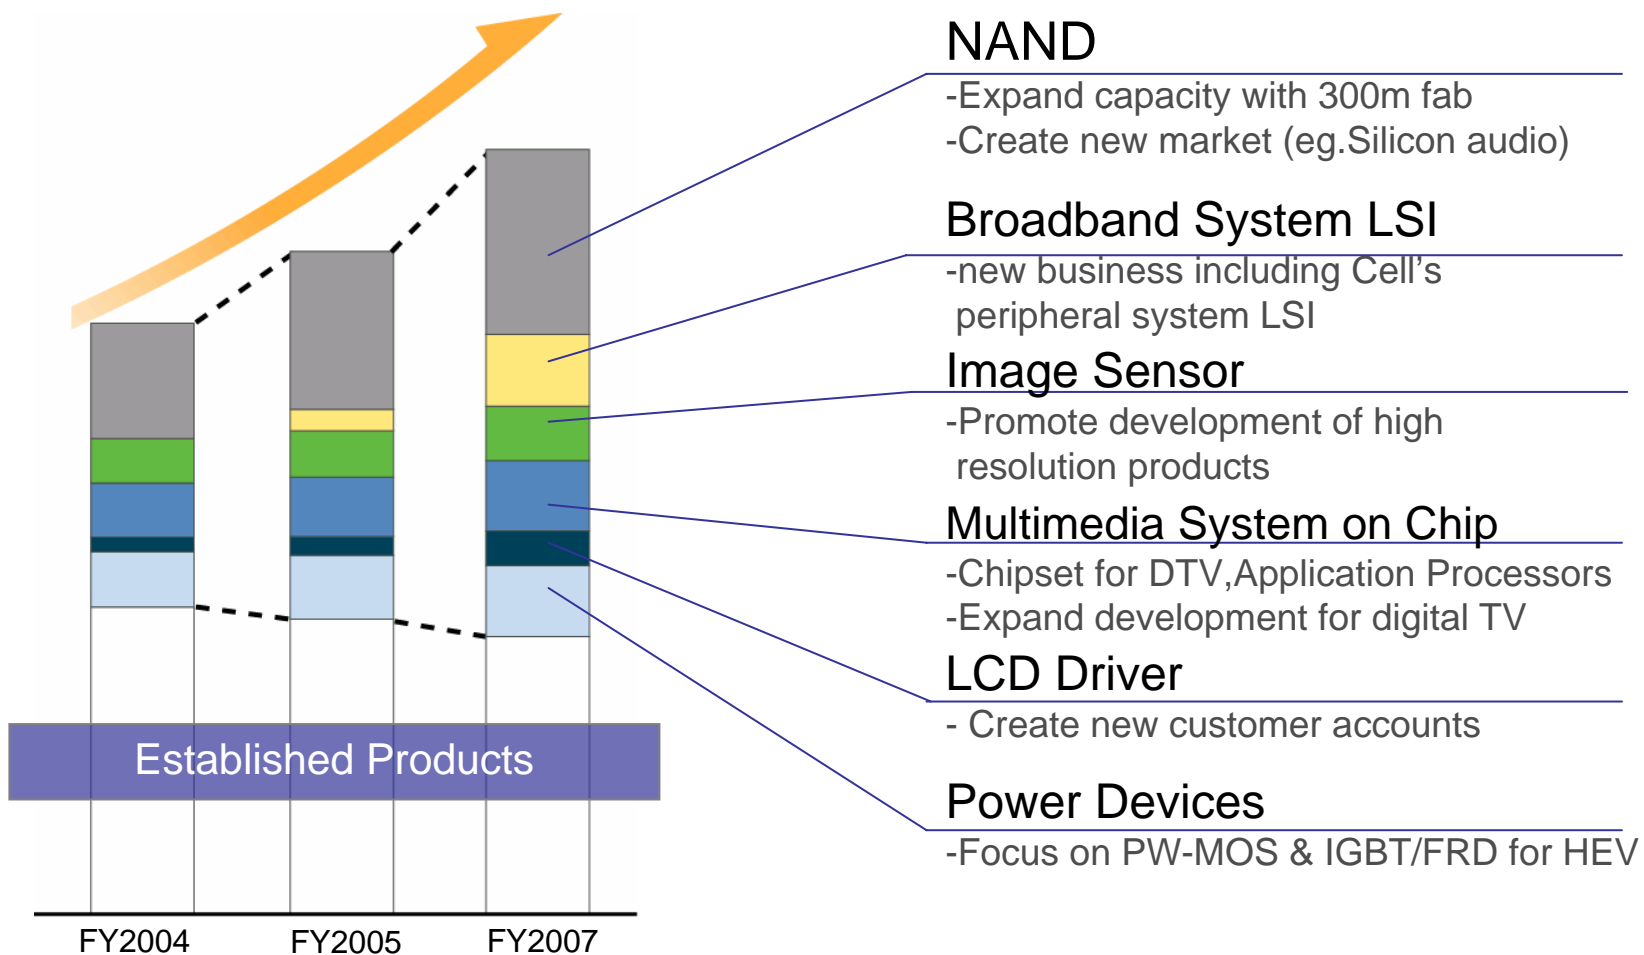 NAND
-Expand capacity with 300m fab
-Create new market (eg.Silicon audio)
Broadband System LSI
-new business including Cell’s
peripheral system LSI
Image Sensor
-Promote development of high
resolution products
Multimedia System on Chip
-Chipset for DTV,Application Processors
-Expand development for digital TV
LCD Driver
- Create new customer accounts
Power Devices
-Focus on PW-MOS & IGBT/FRD for HEV
Established Products
FY2004
FY2005
FY2007